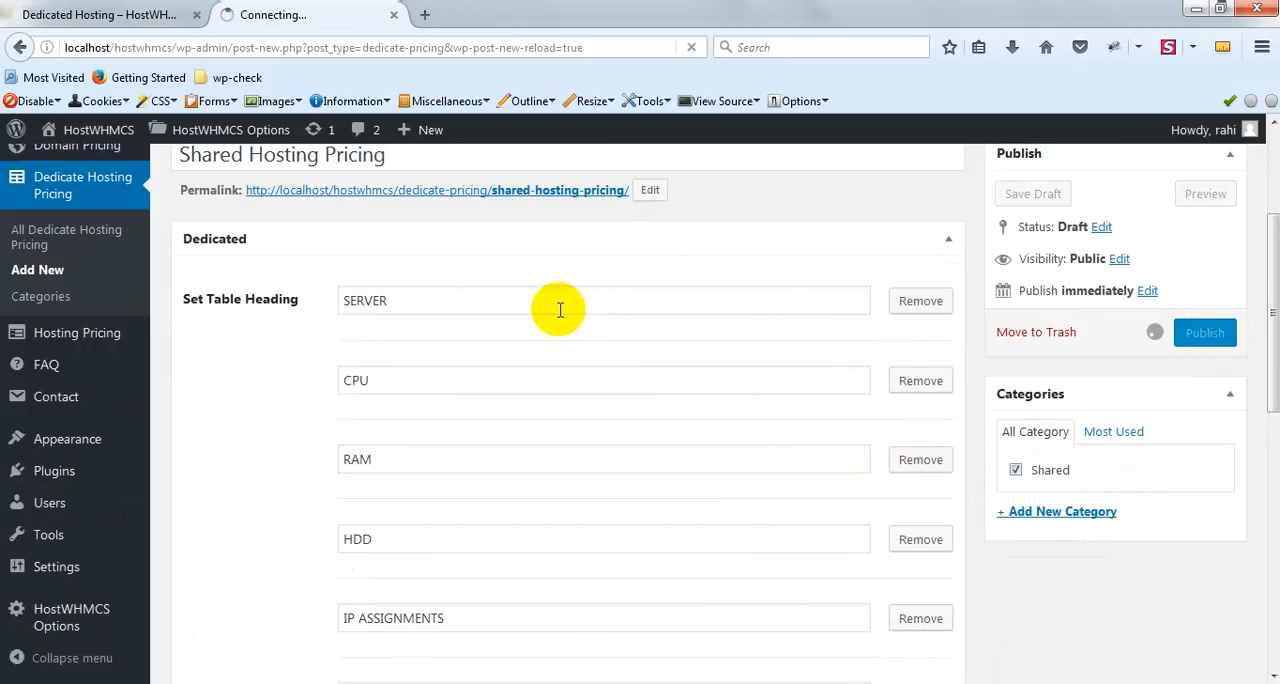 Dedicated Hosting – HostWH...
Connecting...
localhost/hostwhmcs/wp-admin/post-new.php?post_type=dedicate-pricing&wp-post-new-reload=true
Search
Most Visited
Getting Started
wp-check
Disable
Cookies
CSS
Forms
Images
Information
Miscellaneous
Outline
Resize
Tools
View Source
Options
HostWHMCS
HostWHMCS Options
1
2
New
Howdy, rahi
Domain Pricing
Dedicate Hosting
Pricing
All Dedicate Hosting
Pricing
Add New
Categories
Hosting Pricing
FAQ
Contact
Appearance
Plugins
Users
Tools
Settings
HostWHMCS
Options
Collapse menu
Shared Hosting Pricing
Permalink: http://localhost/hostwhmcs/dedicate-pricing/shared-hosting-pricing/ Edit
Dedicated
Set Table Heading
SERVER
Remove
CPU
Remove
RAM
Remove
HDD
Remove
IP ASSIGNMENTS
Remove
Publish
Save Draft
Preview
Status: Draft Edit
Visibility: Public Edit
Publish immediately Edit
Move to Trash
Publish
Categories
All Category
Most Used
Shared
+ Add New Category